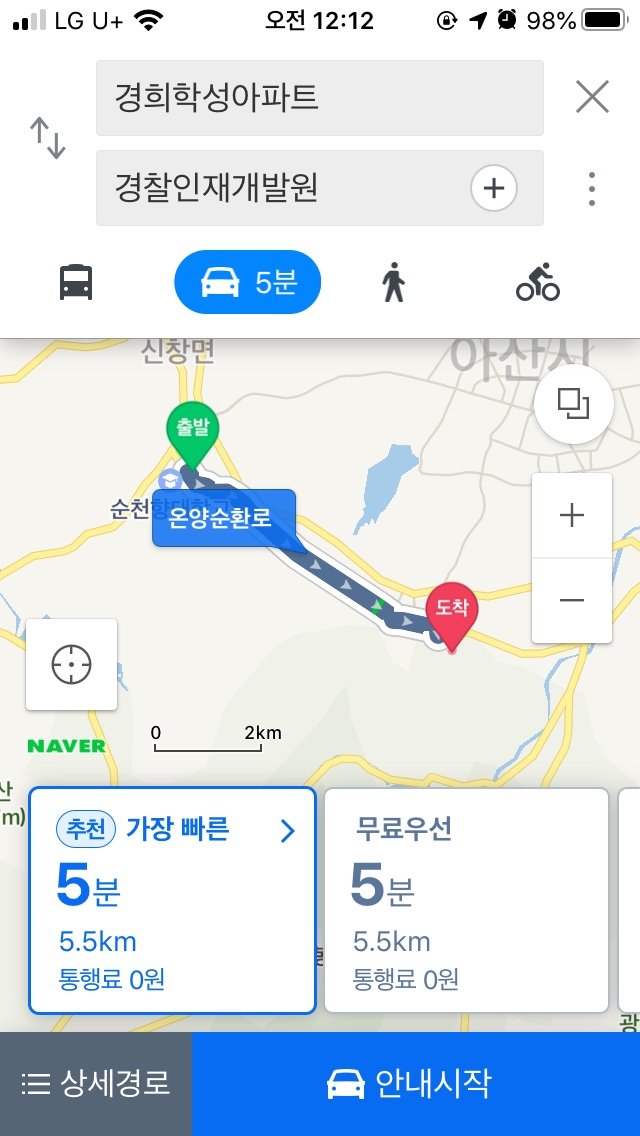 LG U+ 오전 12:12 98%
경희학성아파트
경찰인재개발원
5분
신창면
아산시
출발
순천향대학교
온양순환로
도착
0 2km
NAVER
산
m)
추천 가장 빠른
무료우선
5분
5분
5.5km
5.5km
통행료 0원
통행료 0원
광
상세경로
안내시작